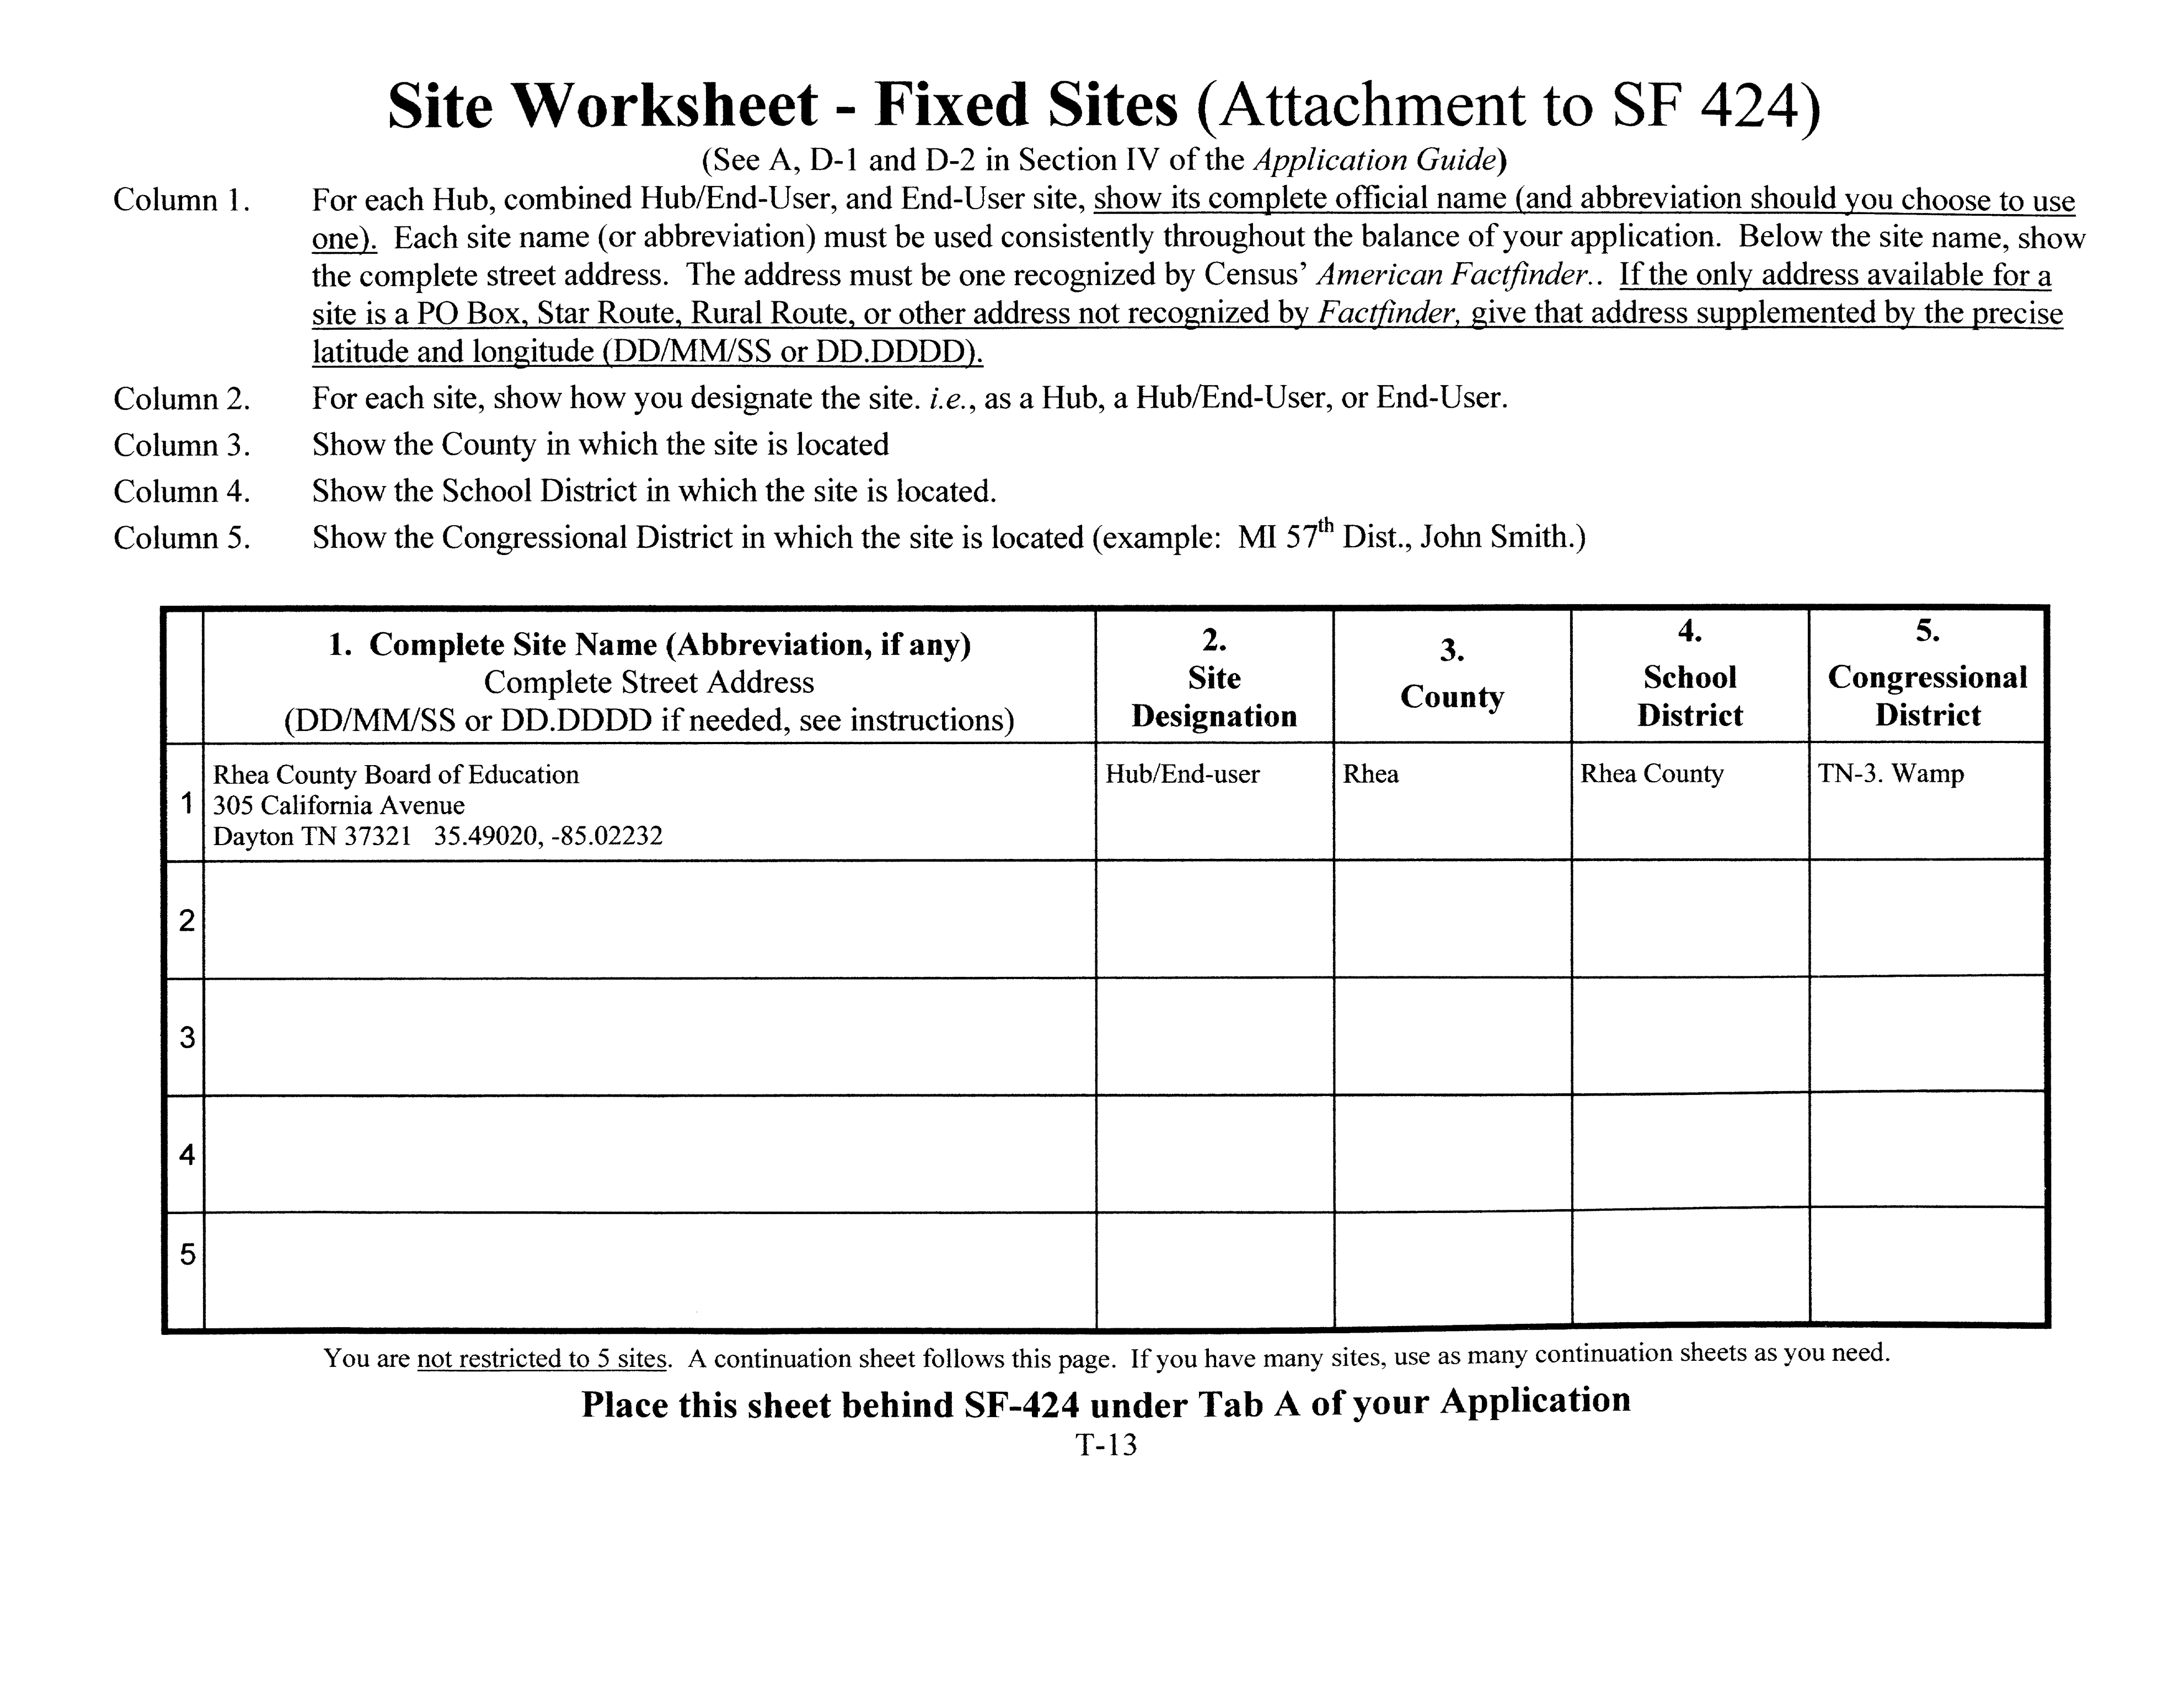 Site Worksheet - Fixed Sites (Attachment to SF 424)
(See A, D-1 and D-2 in Section IV of the Application Guide)
Column 1. For each Hub, combined Hub/End-User, and End-User site, show its complete official name (and abbreviation should you choose to use
one). Each site name (or abbreviation) must be used consistently throughout the balance of your application. Below the site name, show
the complete street address. The address must be one recognized by Census' American Factfinder.. If the only address available for a
site is a PO Box, Star Route, Rural Route, or other address not recognized by Factfinder, give that address supplemented by the precise
latitude and longitude (DD/MM/SS or DD.DDDD).
Column 2. For each site, show how you designate the site. i.e., as a Hub, a Hub/End-User, or End-User.
Column 3. Show the County in which the site is located
Column 4. Show the School District in which the site is located.
Column 5. Show the Congressional District in which the site is located (example: MI 57th Dist., John Smith.)
1. Complete Site Name (Abbreviation, if any)
Complete Street Address
(DD/MM/SS or DD.DDDD if needed, see instructions)
2.
Site
Designation
3.
County
4.
School
District
5.
Congressional
District
1
Rhea County Board of Education
305 California Avenue
Dayton TN 37321 35.49020, -85.02232
Hub/End-user
Rhea
Rhea County
TN-3. Wamp
2
3
4
5
You are not restricted to 5 sites. A continuation sheet follows this page. If you have many sites, use as many continuation sheets as you need.
Place this sheet behind SF-424 under Tab A of your Application
T-13